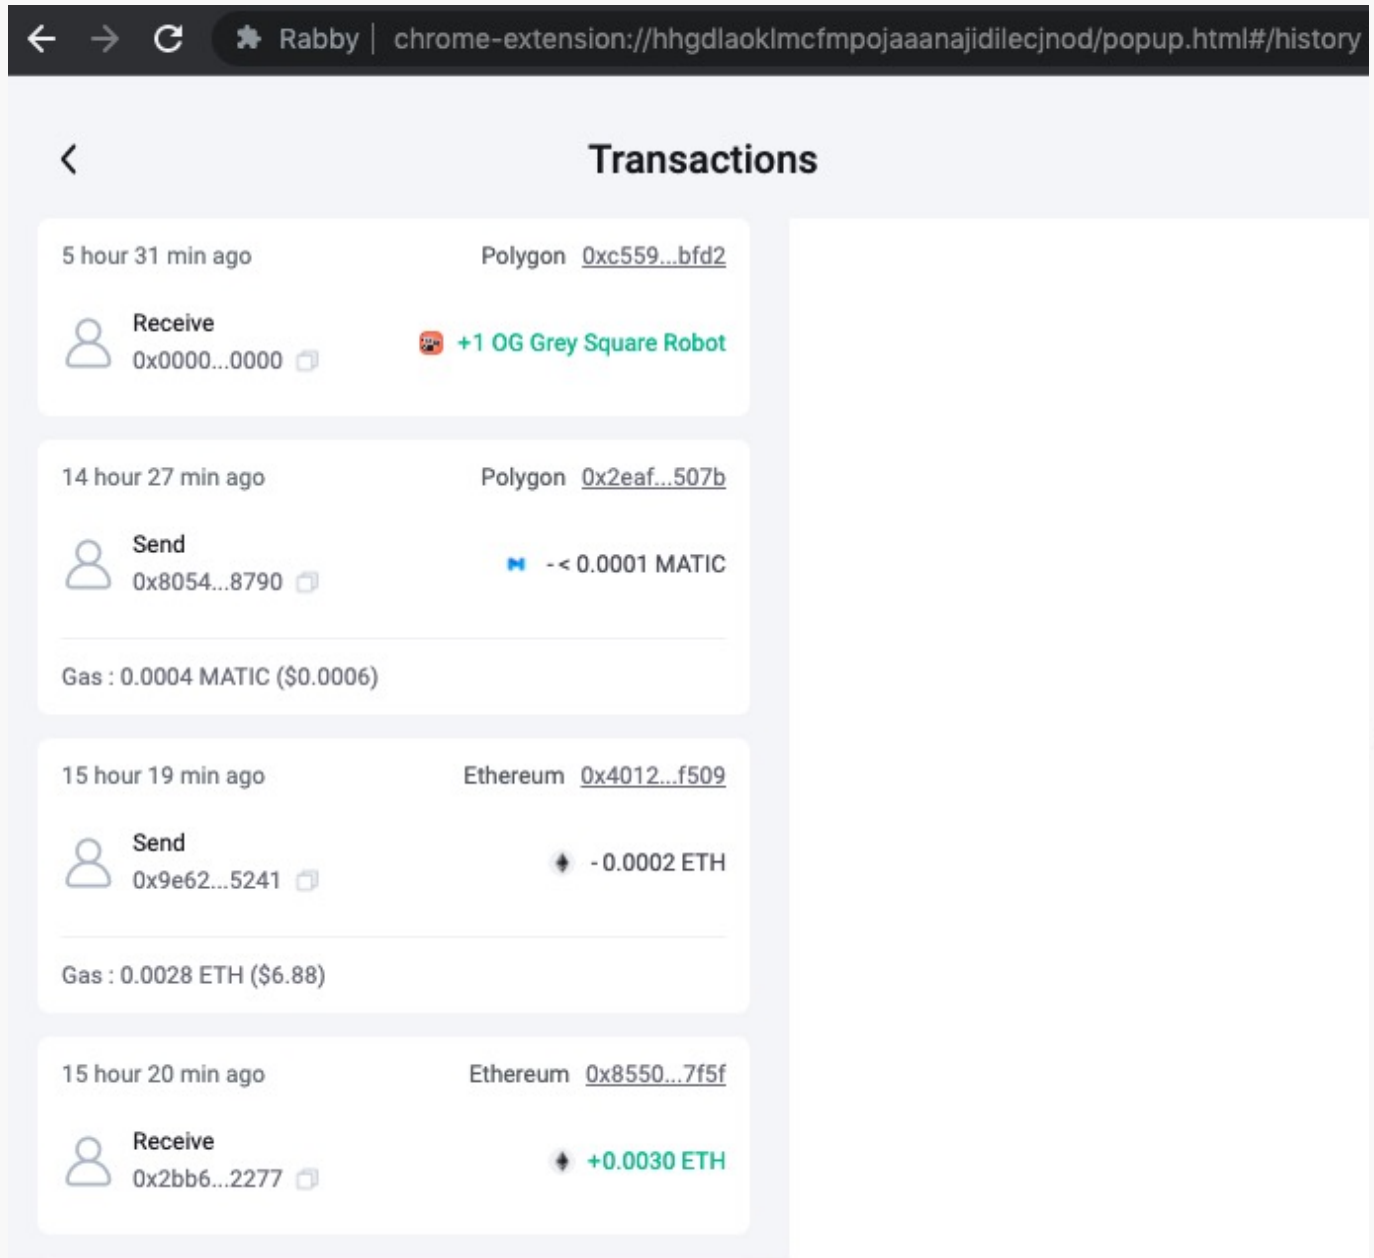 Rabby | chrome-extension://hhgdlaoklmcfmpojaaanajidilecjnod/popup.html#/history
Transactions
5 hour 31 min ago Polygon 0xc559...bfd2
Receive
0x0000...0000
+1 OG Grey Square Robot
14 hour 27 min ago Polygon 0x2eaf...507b
Send
0x8054...8790
-< 0.0001 MATIC
Gas : 0.0004 MATIC ($0.0006)
15 hour 19 min ago Ethereum 0x4012...f509
Send
0x9e62...5241
- 0.0002 ETH
Gas : 0.0028 ETH ($6.88)
15 hour 20 min ago Ethereum 0x8550...7f5f
Receive
0x2bb6...2277
+0.0030 ETH